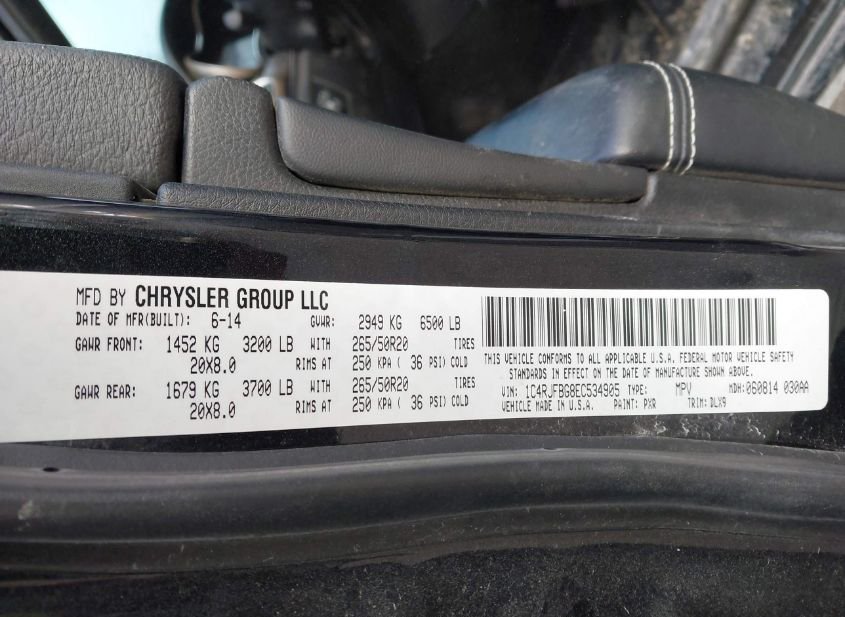 MFD BY CHRYSLER GROUP LLC
DATE OF MFR(BUILT): 6-14 GVWR: 2949 KG 6500 LB
GAWR FRONT: 1452 KG 3200 LB WITH 265/50R20 TIRES
20X8.0 RIMS AT 250 KPA ( 36 PSI) COLD
GAWR REAR: 1679 KG 3700 LB WITH 265/50R20 TIRES
20X8.0 RIMS AT 250 KPA ( 36 PSI) COLD
THIS VEHICLE CONFORMS TO ALL APPLICABLE U.S.A. FEDERAL MOTOR VEHICLE SAFETY
STANDARDS IN EFFECT ON THE DATE OF MANUFACTURE SHOWN ABOVE.
VIN: 1C4RJFBG8EC534905 TYPE: MPV MDH: 060814 030AA
VEHICLE MADE IN U.S.A. PAINT: PXR TRIM: DLX9